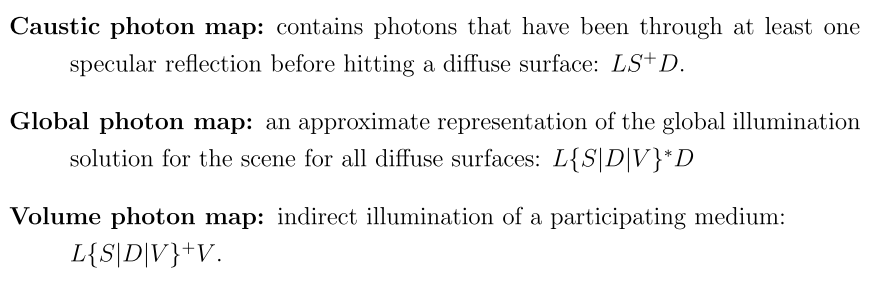 Caustic photon map: contains photons that have been through at least one
specular reflection before hitting a diffuse surface: LS⁺D.
Global photon map: an approximate representation of the global illumination
solution for the scene for all diffuse surfaces: L{S|D|V}*D
Volume photon map: indirect illumination of a participating medium:
L{S|D|V}⁺V.